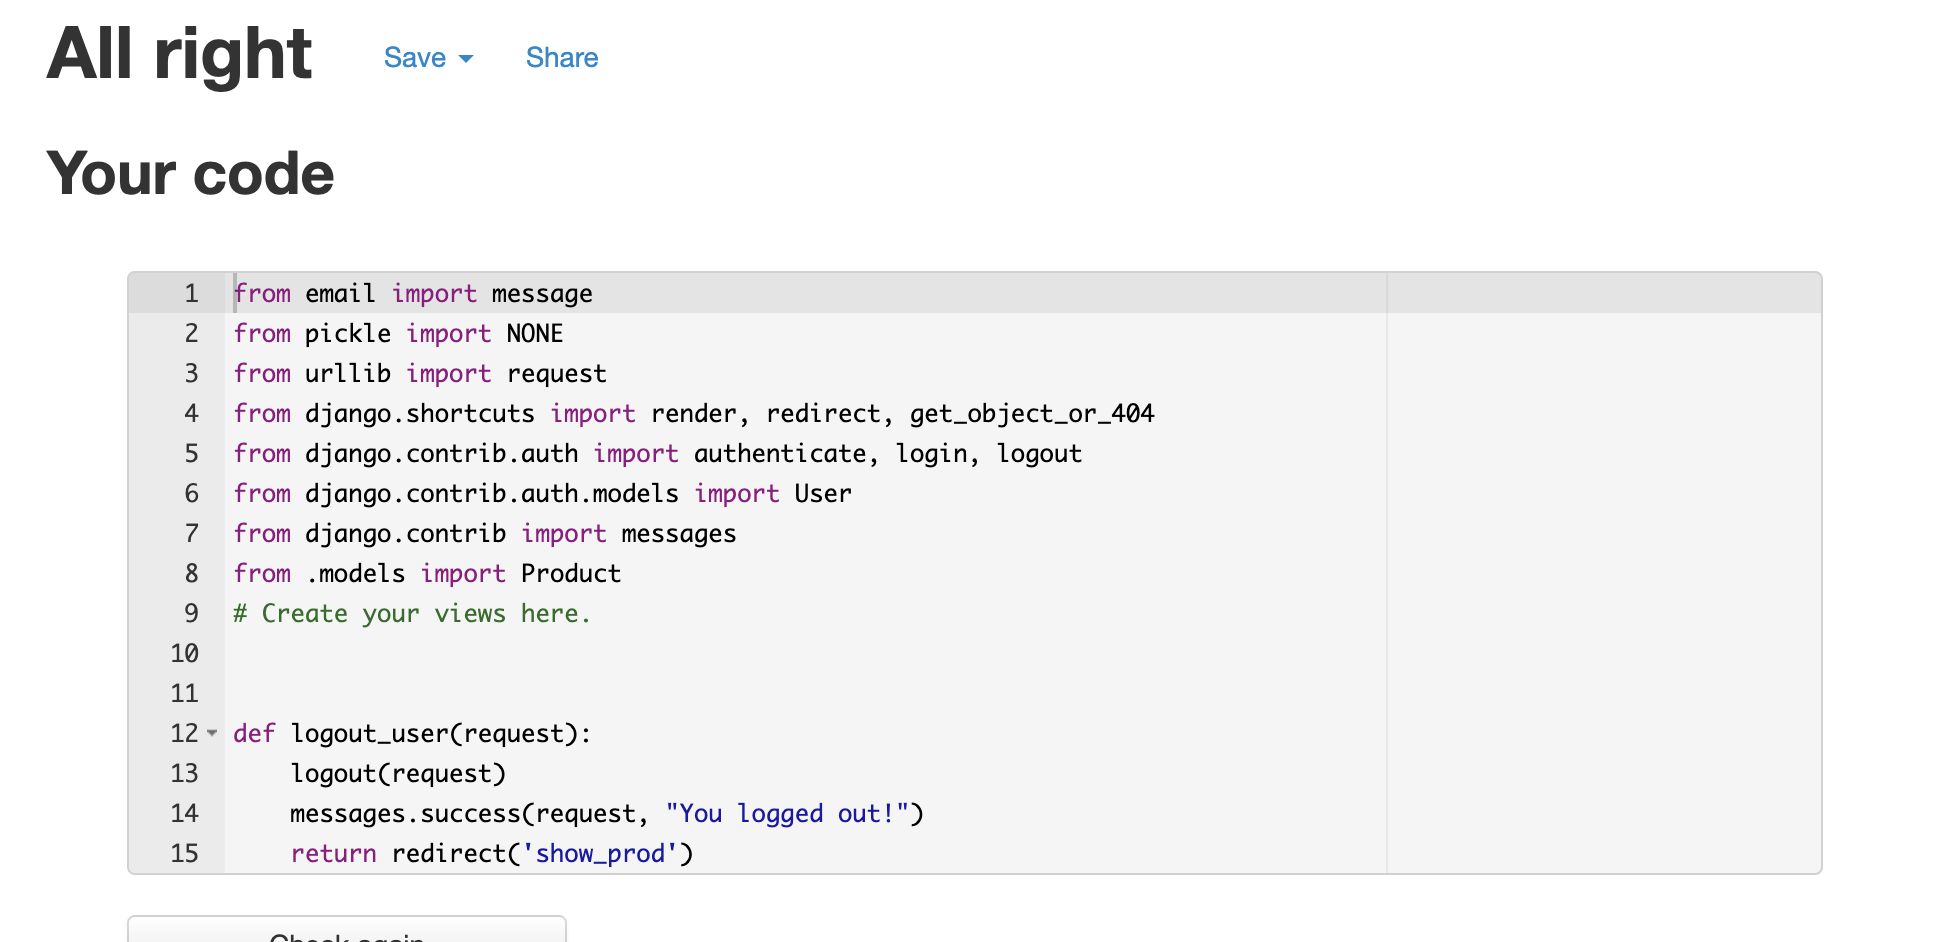 All right Save Share
Your code
1 from email import message
2 from pickle import NONE
3 from urllib import request
4 from django.shortcuts import render, redirect, get_object_or_404
5 from django.contrib.auth import authenticate, login, logout
6 from django.contrib.auth.models import User
7 from django.contrib import messages
8 from .models import Product
9 # Create your views here.
10
11
12 def logout_user(request):
13     logout(request)
14     messages.success(request, "You logged out!")
15     return redirect('show_prod')
Check again